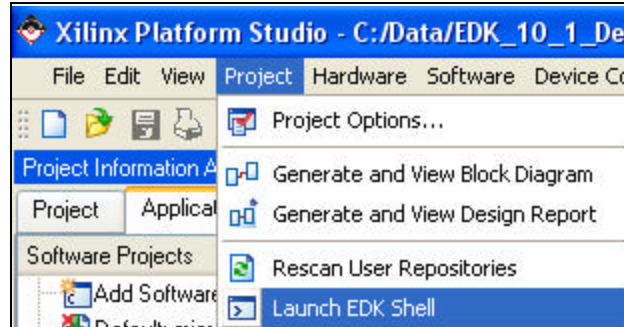 Xilinx Platform Studio - C:/Data/EDK_10_1_De
File Edit View Project Hardware Software Device Co
Project Options...
Project Information A
Generate and View Block Diagram
Project Applicat
Generate and View Design Report
Software Projects
Rescan User Repositories
Add Software
Launch EDK Shell